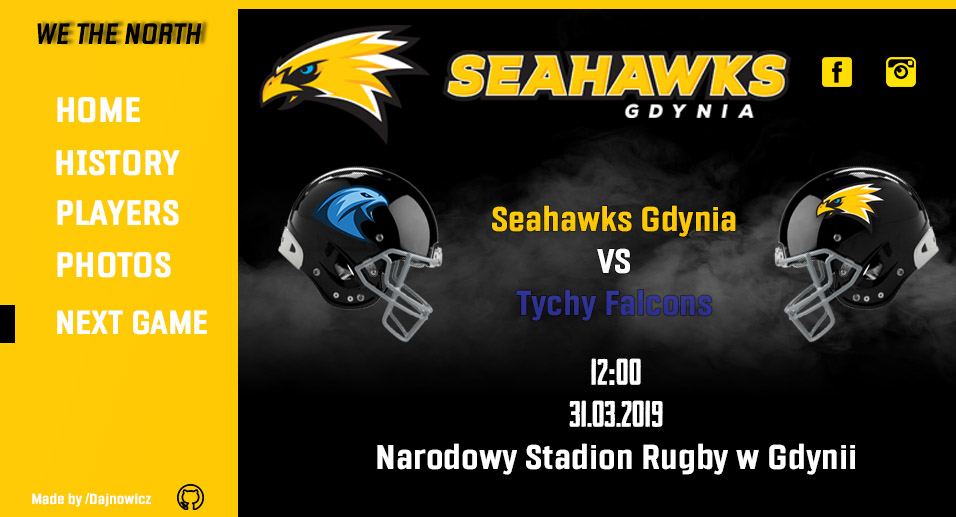 WE THE NORTH
HOME
HISTORY
PLAYERS
PHOTOS
NEXT GAME
Made by /Dajnowicz
SEAHAWKS
GDYNIA
Seahawks Gdynia
VS
Tychy Falcons
12:00
31.03.2019
Narodowy Stadion Rugby w Gdynii